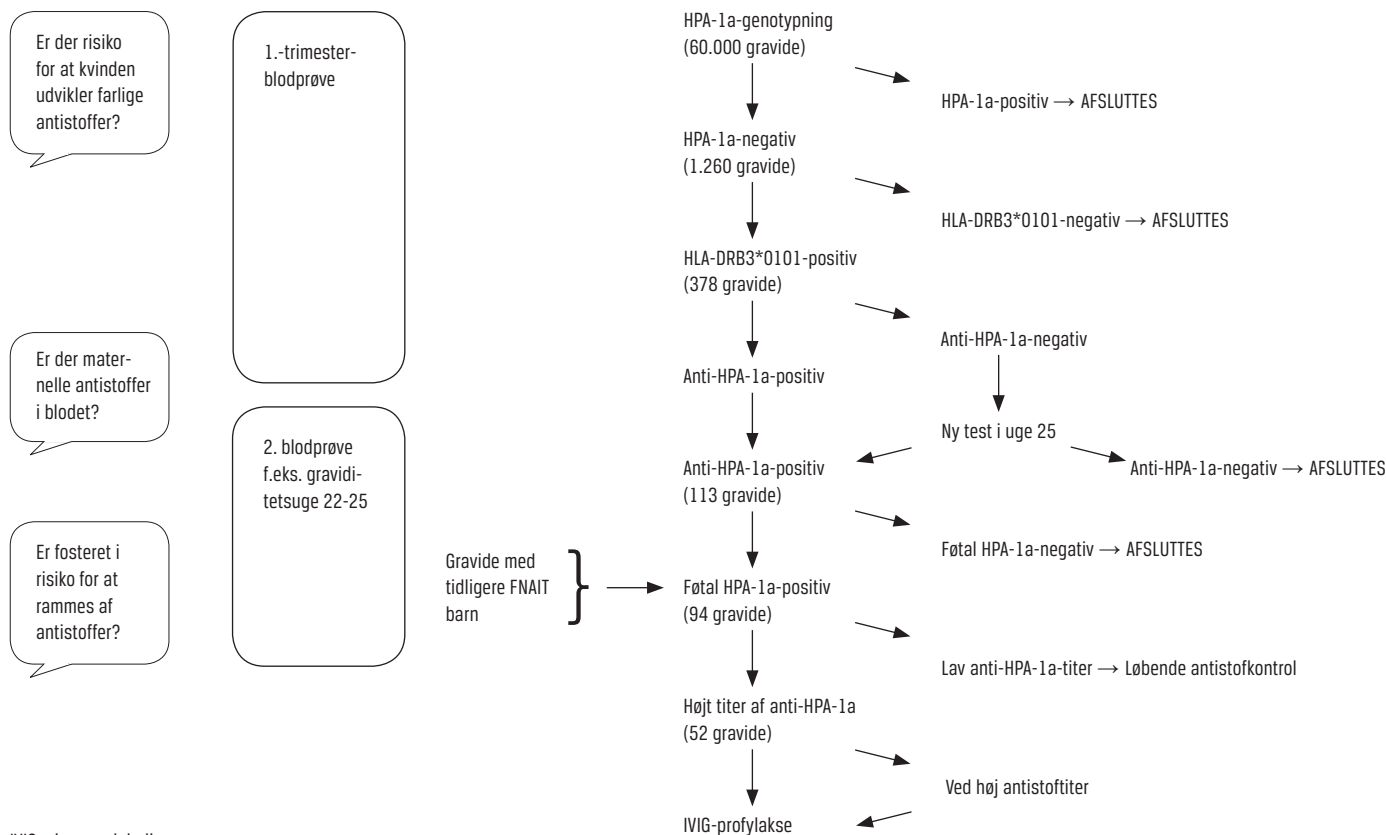 Er der risiko
for at kvinden
udvikler farlige
antistoffer?
1.-trimester-
blodprøve
HPA-1a-genotypning
(60.000 gravide)
HPA-1a-positiv → AFSLUTTES
HPA-1a-negativ
(1.260 gravide)
HLA-DRB3*0101-negativ → AFSLUTTES
HLA-DRB3*0101-positiv
(378 gravide)
Er der mater-
nelle antistoffer
i blodet?
Anti-HPA-1a-negativ
Anti-HPA-1a-positiv
2. blodprøve
f.eks. gravidi-
tetsuge 22-25
Ny test i uge 25
Anti-HPA-1a-positiv
(113 gravide)
Anti-HPA-1a-negativ → AFSLUTTES
Er fosteret i
risiko for at
rammes af
antistoffer?
Føtal HPA-1a-negativ → AFSLUTTES
Gravide med
tidligere FNAIT
barn
}
Føtal HPA-1a-positiv
(94 gravide)
Lav anti-HPA-1a-titer → Løbende antistofkontrol
Højt titer af anti-HPA-1a
(52 gravide)
Ved høj antistoftiter
IVIG-profylakse